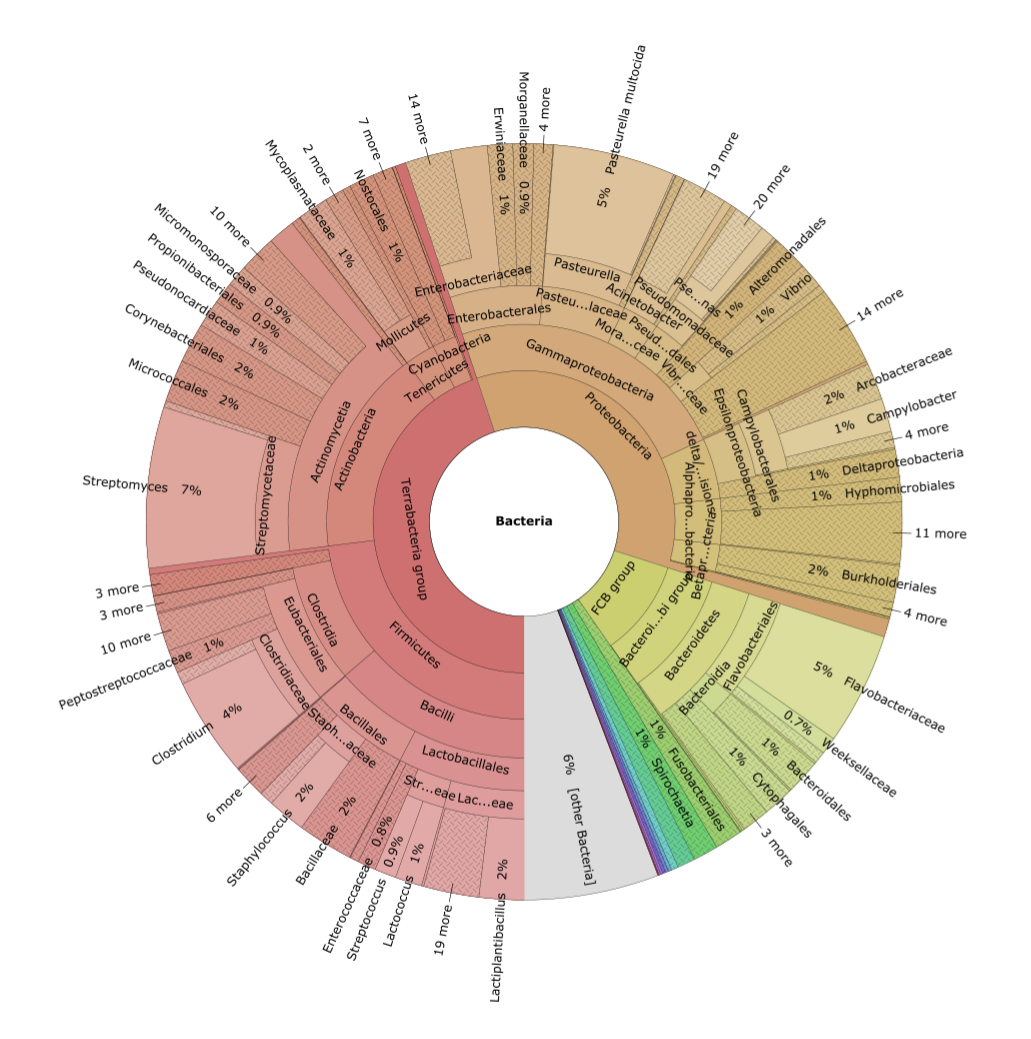 Bacteria
Proteobacteria
Gammaproteobacteria
Enterobacterales
Enterobacteriaceae
14 more
Erwiniaceae 1%
Morganellaceae 0.9%
4 more
Pasteu...laceae
Pasteurella
5% Pasteurella multocida
Mora...ceae
Acinetobacter
19 more
Pseud...dales
Pseudomonadaceae
Pse...nas
20 more
1% Alteromonadales
Vibr...ceae
1% Vibrio
14 more
delta/...isions
Epsilonproteobacteria
Campylobacterales
2% Arcobacteraceae
1% Campylobacter
4 more
1% Deltaproteobacteria
Alphapro...bacteria
1% Hyphomicrobiales
11 more
Betapr...cteria
2% Burkholderiales
4 more
FCB group
Bacteroi...bi group
Bacteroidetes
Flavobacteriales
5% Flavobacteriaceae
0.7% Weeksellaceae
Bacteroidia
1% Bacteroidales
1% Cytophagales
3 more
1% Fusobacteriales
1% Spirochaetia
6% [other Bacteria]
Terrabacteria group
Firmicutes
Bacilli
Lactobacillales
Lac...eae
Lactiplantibacillus 2%
19 more
Str...eae
Lactococcus 1%
Streptococcus 0.9%
Enterococcaceae 0.8%
Bacillales
Bacillaceae 2%
Staph...aceae
Staphylococcus 2%
6 more
Clostridia
Eubacteriales
Clostridiaceae
Clostridium 4%
Peptostreptococcaceae 1%
10 more
3 more
3 more
Actinobacteria
Actinomycetia
Streptomycetaceae
Streptomyces 7%
Micrococcales 2%
Corynebacteriales 2%
Pseudonocardiaceae 1%
Propionibacteriales 0.9%
Micromonosporaceae 0.9%
10 more
Tenericutes
Mollicutes
Mycoplasmataceae 1%
2 more
Cyanobacteria
Nostocales 1%
7 more